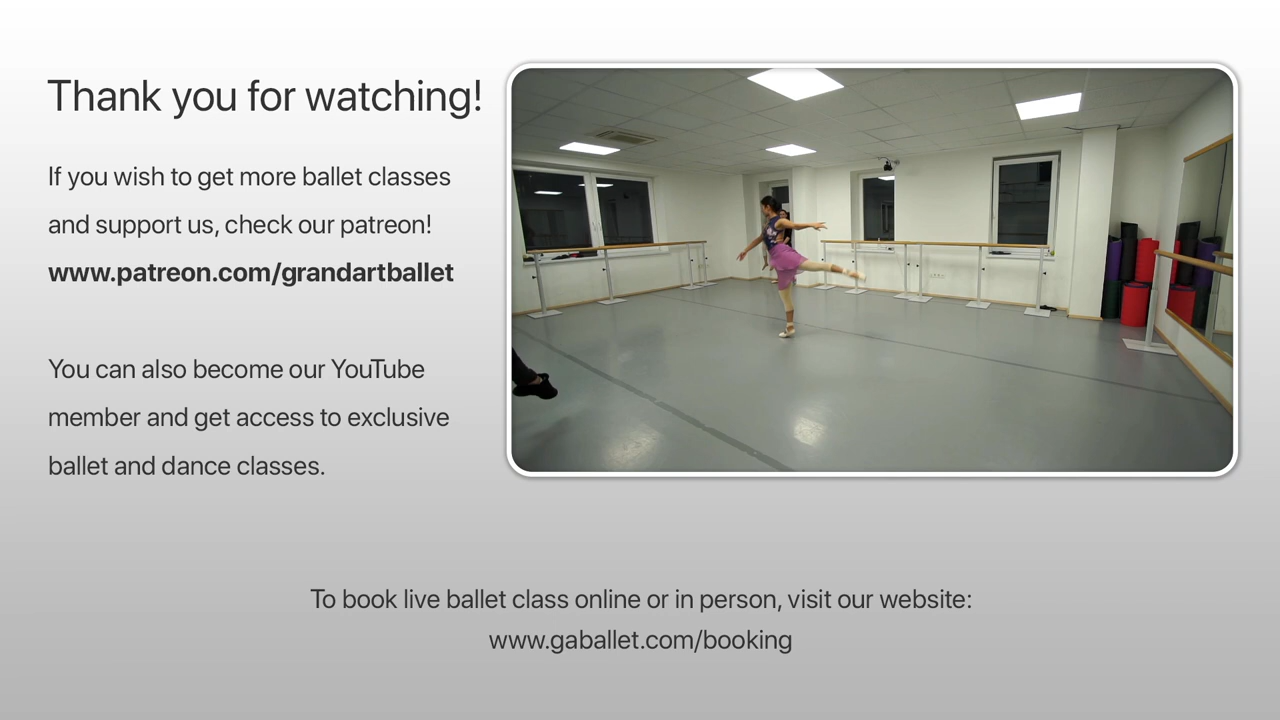 Thank you for watching!
If you wish to get more ballet classes
and support us, check our patreon!
www.patreon.com/grandartballet
You can also become our YouTube
member and get access to exclusive
ballet and dance classes.
To book live ballet class online or in person, visit our website:
www.gaballet.com/booking